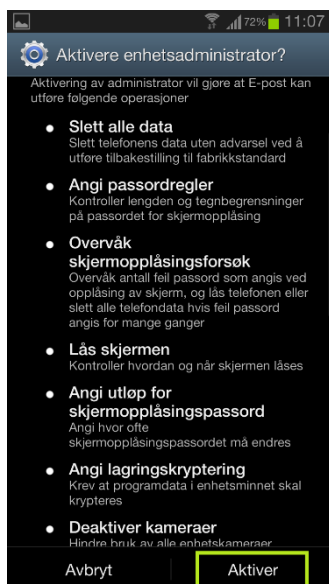 72% 11:07
Aktivere enhetsadministrator?
Aktivering av administrator vil gjøre at E-post kan
utføre følgende operasjoner
Slett alle data
Slett telefonens data uten advarsel ved å
utføre tilbakestilling til fabrikkstandard
Angi passordregler
Kontroller lengden og tegnbegrensninger
på passordet for skjermopplåsing
Overvåk
skjermopplåsingsforsøk
Overvåk antall feil passord som angis ved
opplåsing av skjerm, og lås telefonen eller
slett alle telefondata hvis feil passord
angis for mange ganger
Lås skjermen
Kontroller hvordan og når skjermen låses
Angi utløp for
skjermopplåsingspassord
Angi hvor ofte
skjermopplåsingspassordet må endres
Angi lagringskryptering
Krev at programdata i enhetsminnet skal
krypteres
Deaktiver kameraer
Hindre bruk av alle enhetskameraer
Avbryt Aktiver